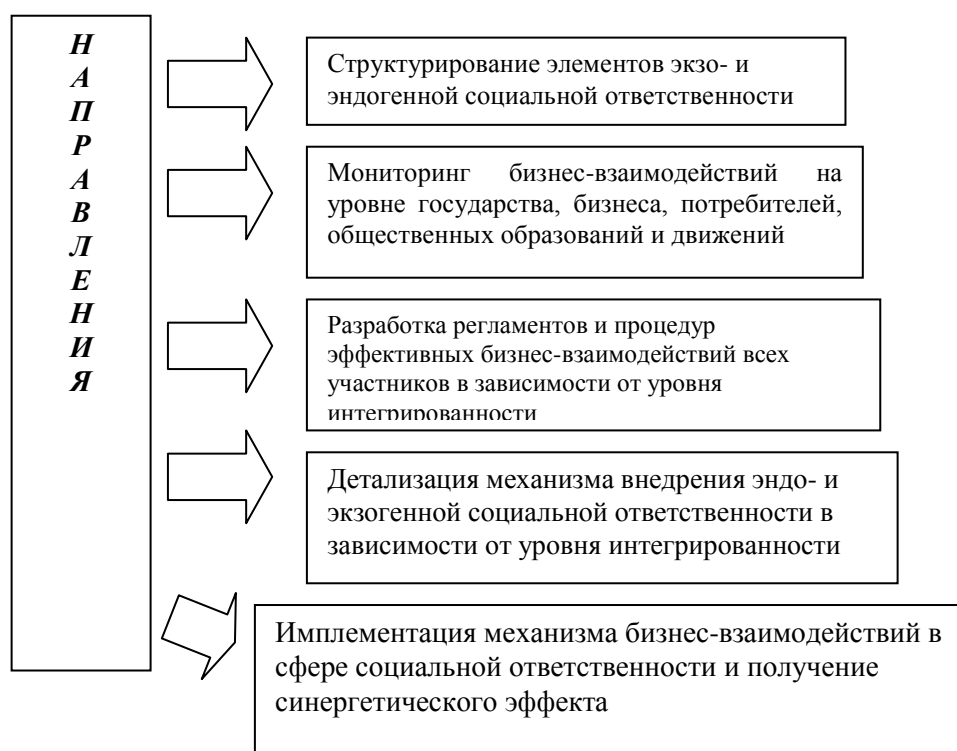 НАПРАВЛЕНИЯ
Структурирование элементов экзо- и
эндогенной социальной ответственности
Мониторинг бизнес-взаимодействий на
уровне государства, бизнеса, потребителей,
общественных образований и движений
Разработка регламентов и процедур
эффективных бизнес-взаимодействий всех
участников в зависимости от уровня
интегрированности
Детализация механизма внедрения эндо- и
экзогенной социальной ответственности в
зависимости от уровня интегрированности
Имплементация механизма бизнес-взаимодействий в
сфере социальной ответственности и получение
синергетического эффекта